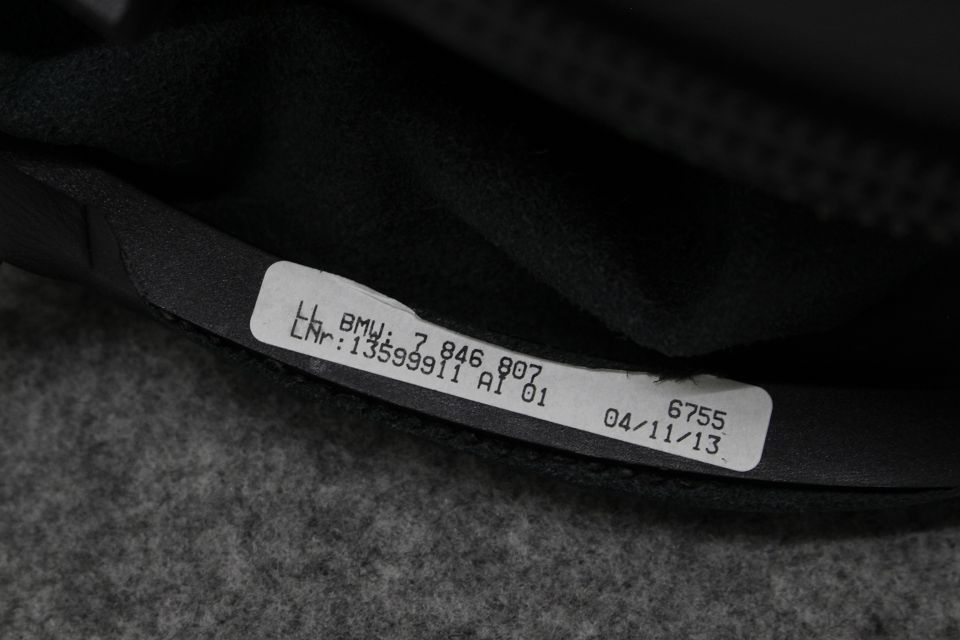 LL BMW: 7 846 807
LNr:13599911 AI 01
6755
04/11/13